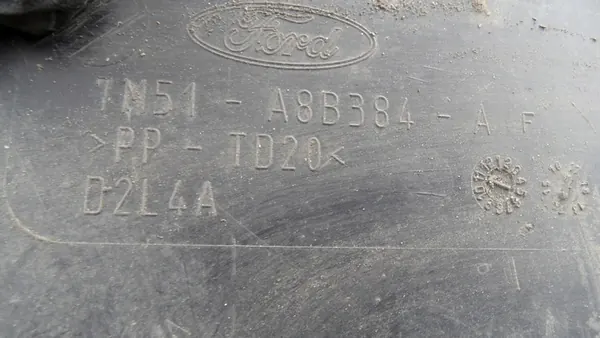 Ford
7M51 - A8B384 - A F
>PP - TD20<
D2L4A